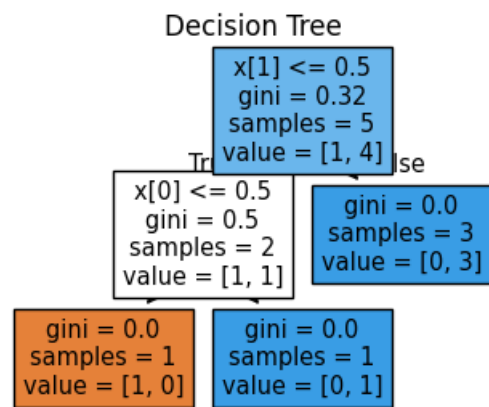 Decision Tree
x[1] <= 0.5
gini = 0.32
samples = 5
value = [1, 4]
x[0] <= 0.5
gini = 0.5
samples = 2
value = [1, 1]
gini = 0.0
samples = 3
value = [0, 3]
gini = 0.0
samples = 1
value = [1, 0]
gini = 0.0
samples = 1
value = [0, 1]